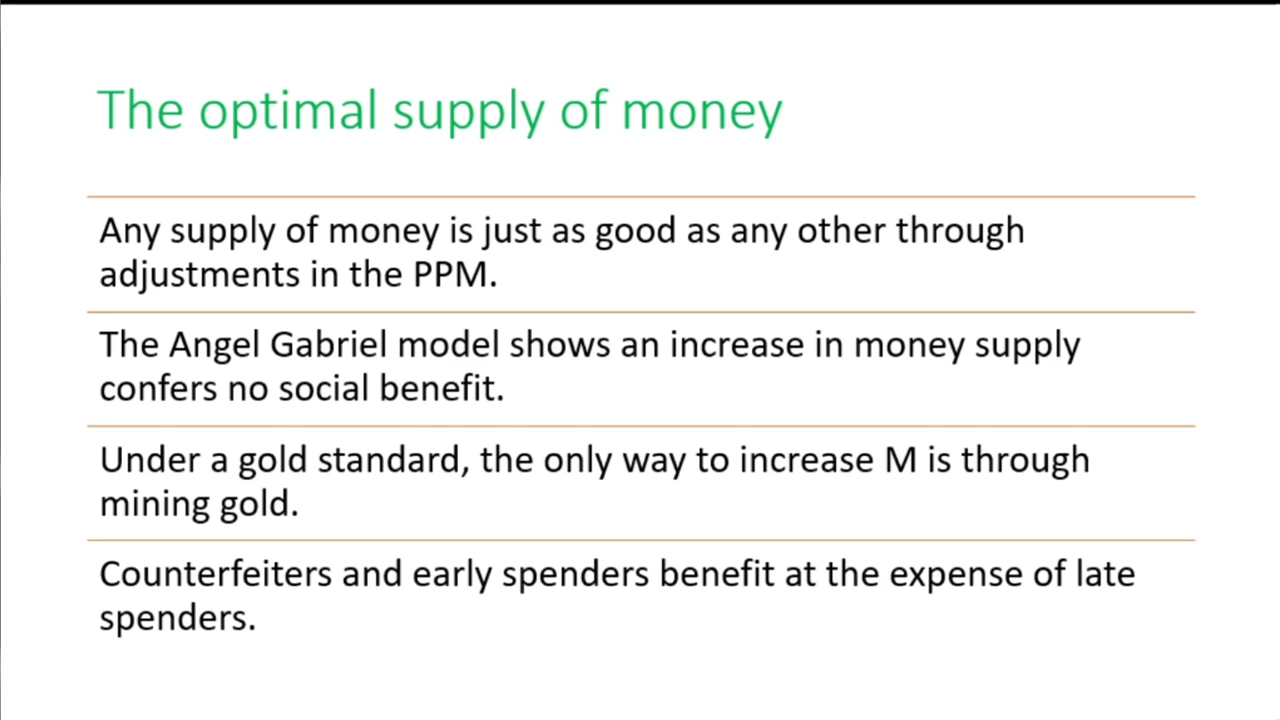 The optimal supply of money
Any supply of money is just as good as any other through
adjustments in the PPM.
The Angel Gabriel model shows an increase in money supply
confers no social benefit.
Under a gold standard, the only way to increase M is through
mining gold.
Counterfeiters and early spenders benefit at the expense of late
spenders.